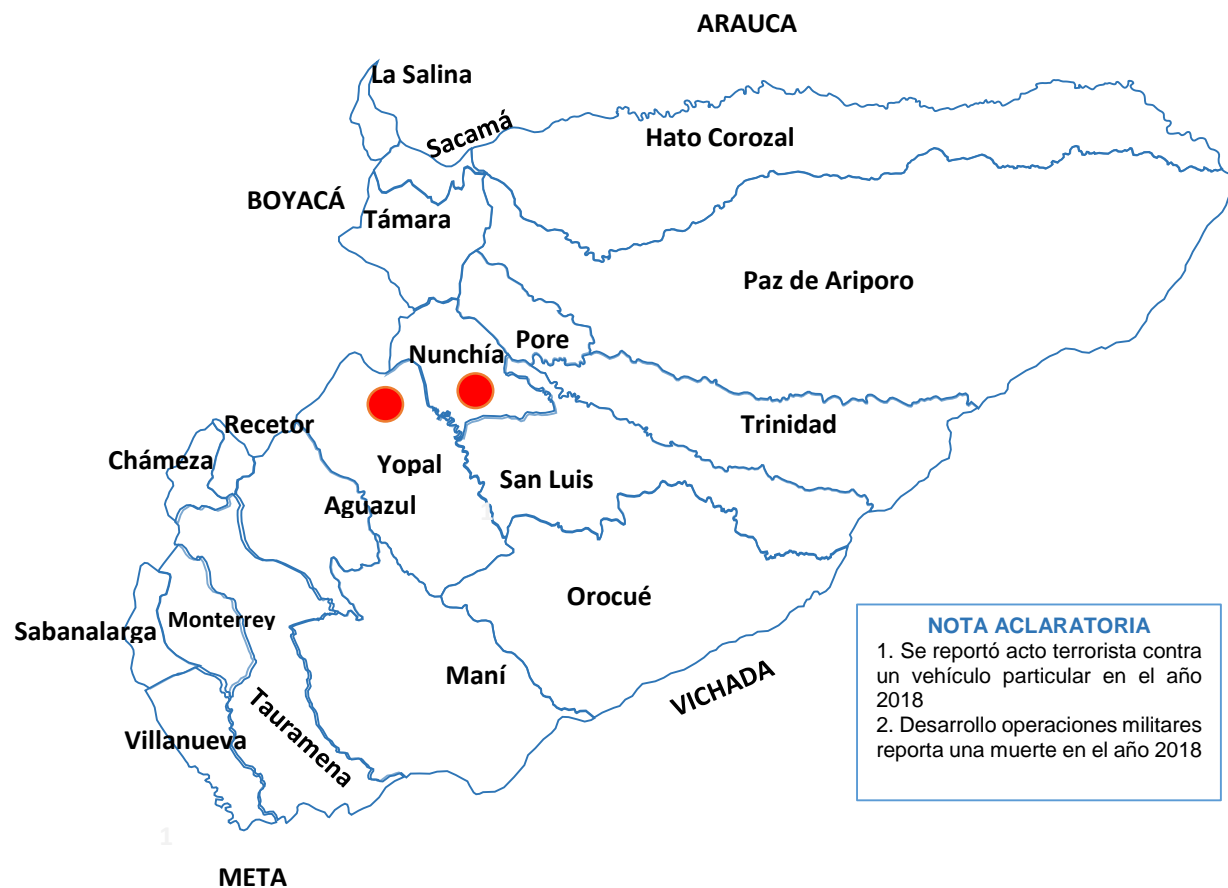 ARAUCA
La Salina
Sacamá
Hato Corozal
BOYACÁ
Támara
Paz de Ariporo
Pore
Nunchía
Recetor
Trinidad
Chámeza
Yopal
San Luis
Aguazul
1
Orocué
Monterrey
Sabanalarga
NOTA ACLARATORIA
1. Se reportó acto terrorista contra
un vehículo particular en el año
2018
2. Desarrollo operaciones militares
reporta una muerte en el año 2018
Maní
VICHADA
Tauramena
Villanueva
1
META